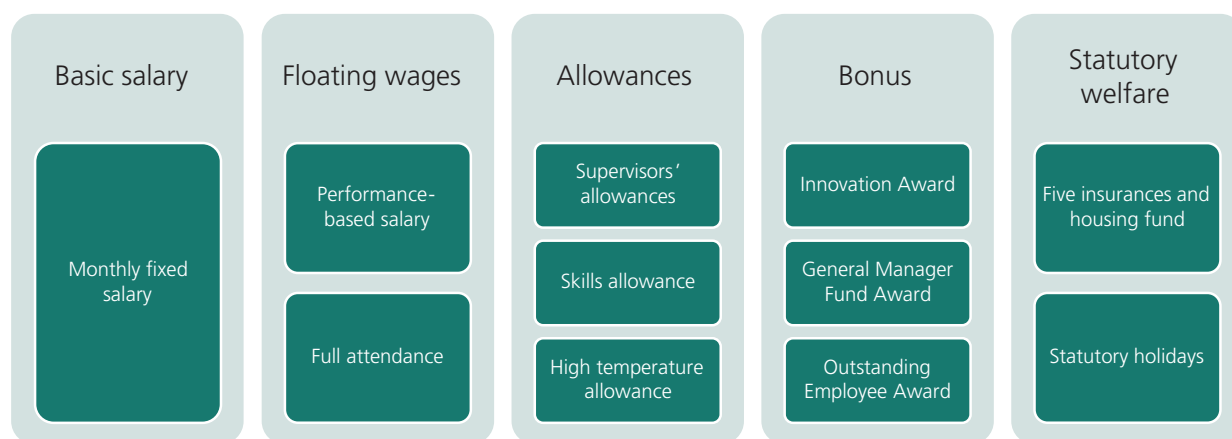 Basic salary
Monthly fixed
salary
Floating wages
Performance-
based salary
Full attendance
Allowances
Supervisors’
allowances
Skills allowance
High temperature
allowance
Bonus
Innovation Award
General Manager
Fund Award
Outstanding
Employee Award
Statutory
welfare
Five insurances and
housing fund
Statutory holidays